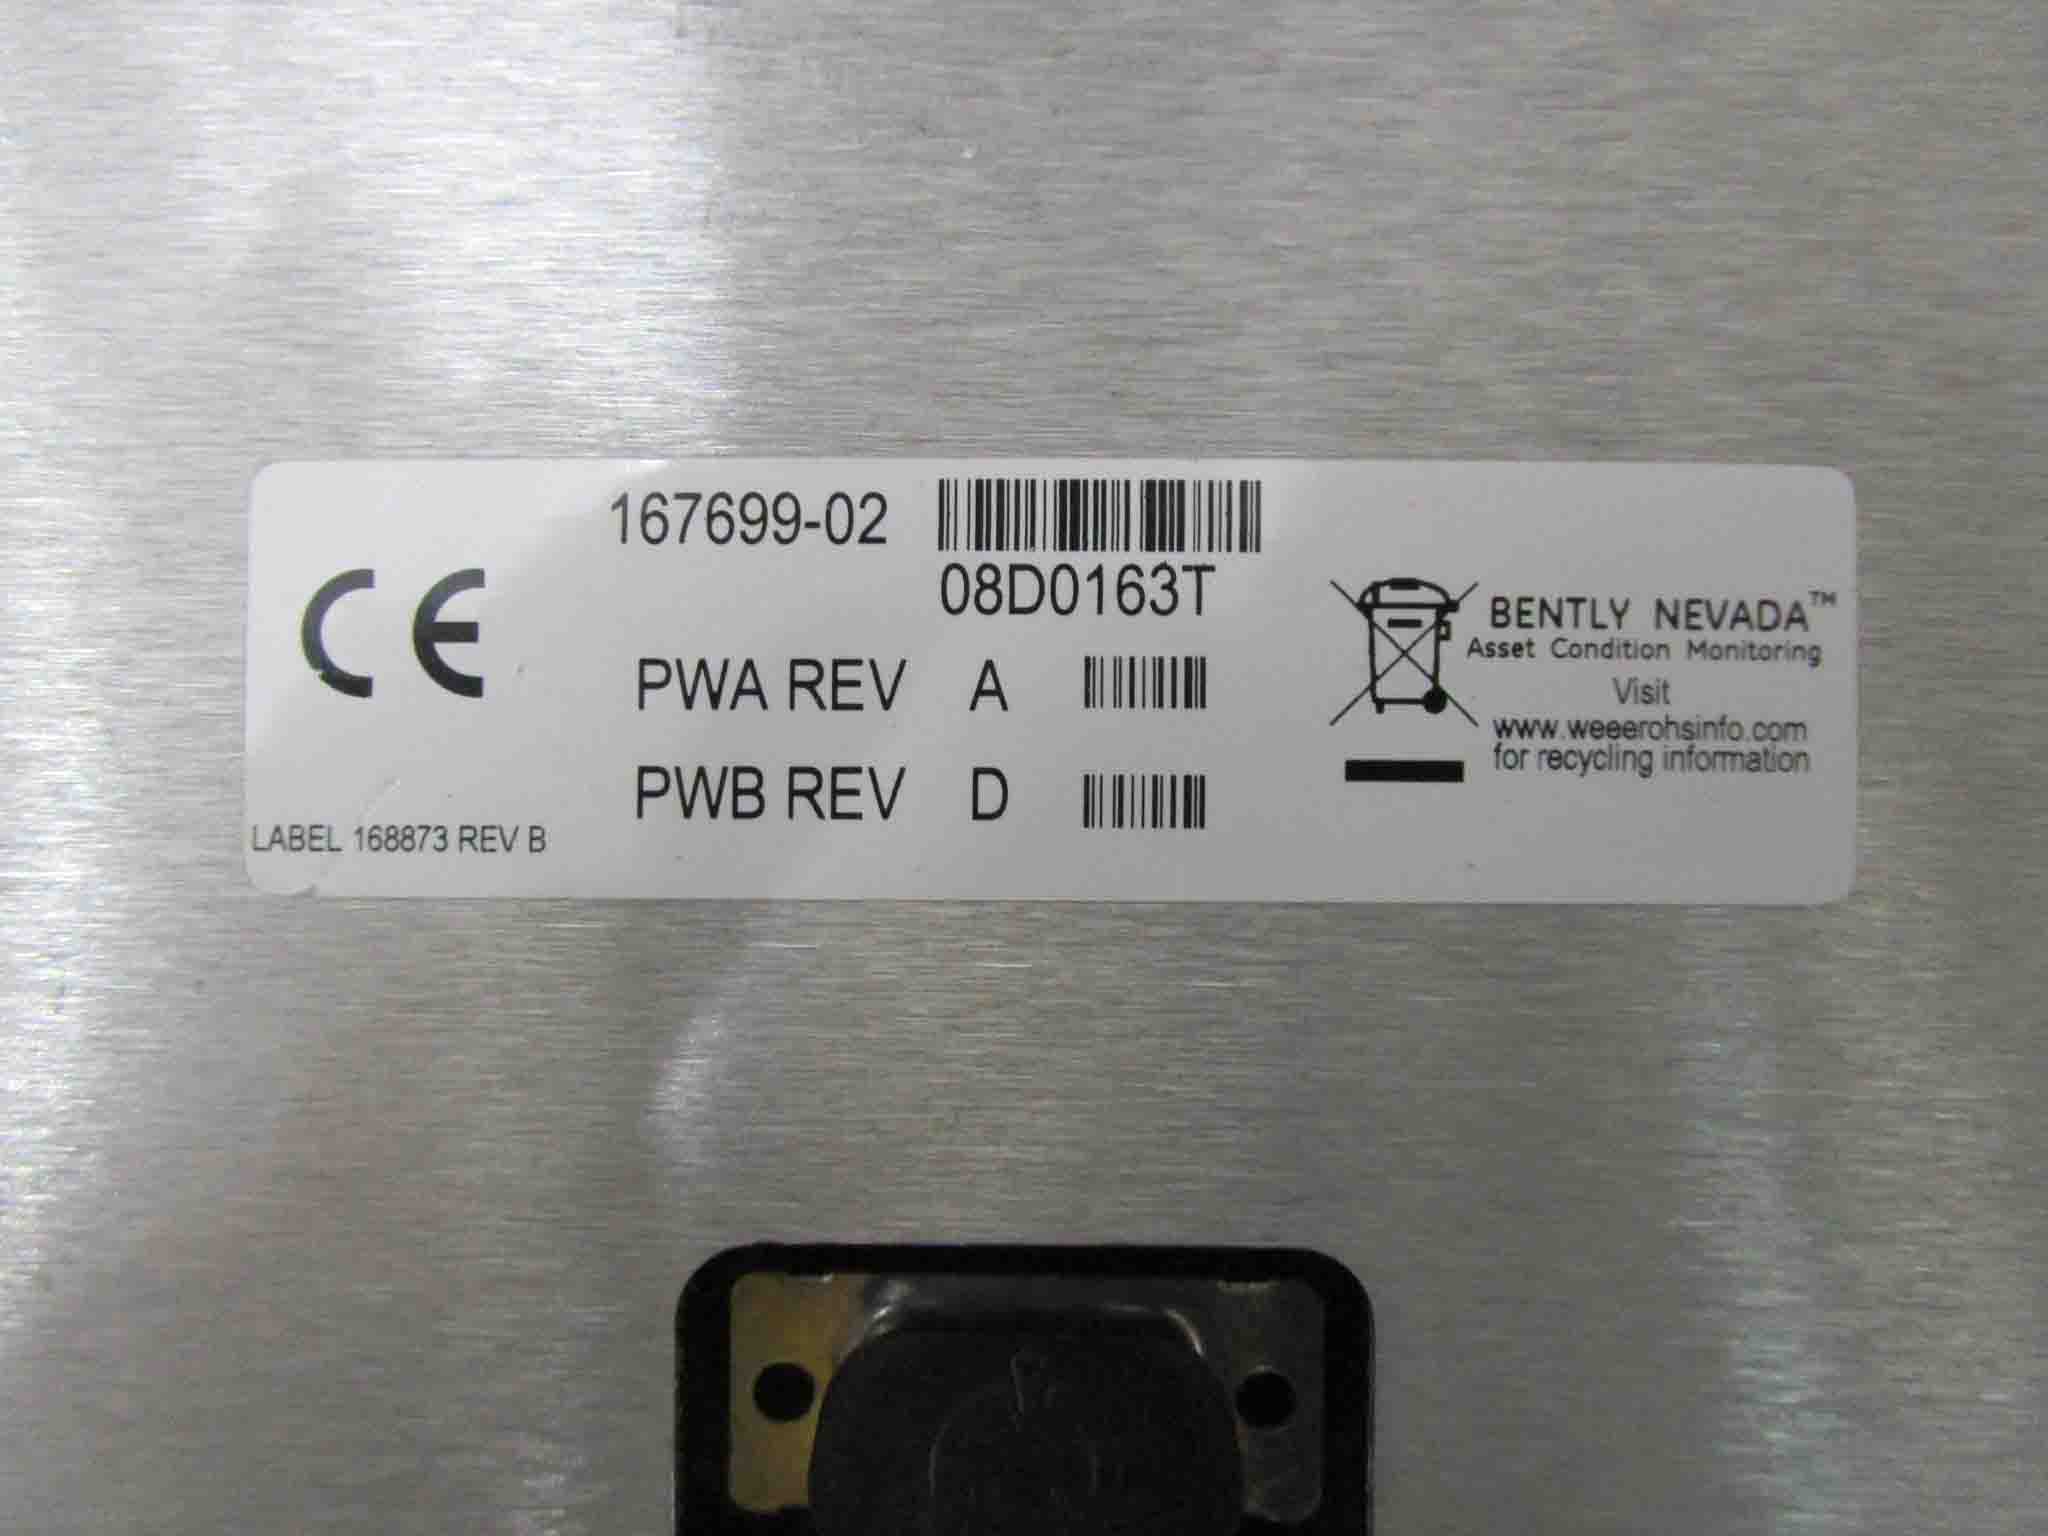 167699-02
08D0163T
CE
PWA REV A
PWB REV D
LABEL 168873 REV B
BENTLY NEVADA™
Asset Condition Monitoring
Visit
www.weeerohsinfo.com
for recycling information